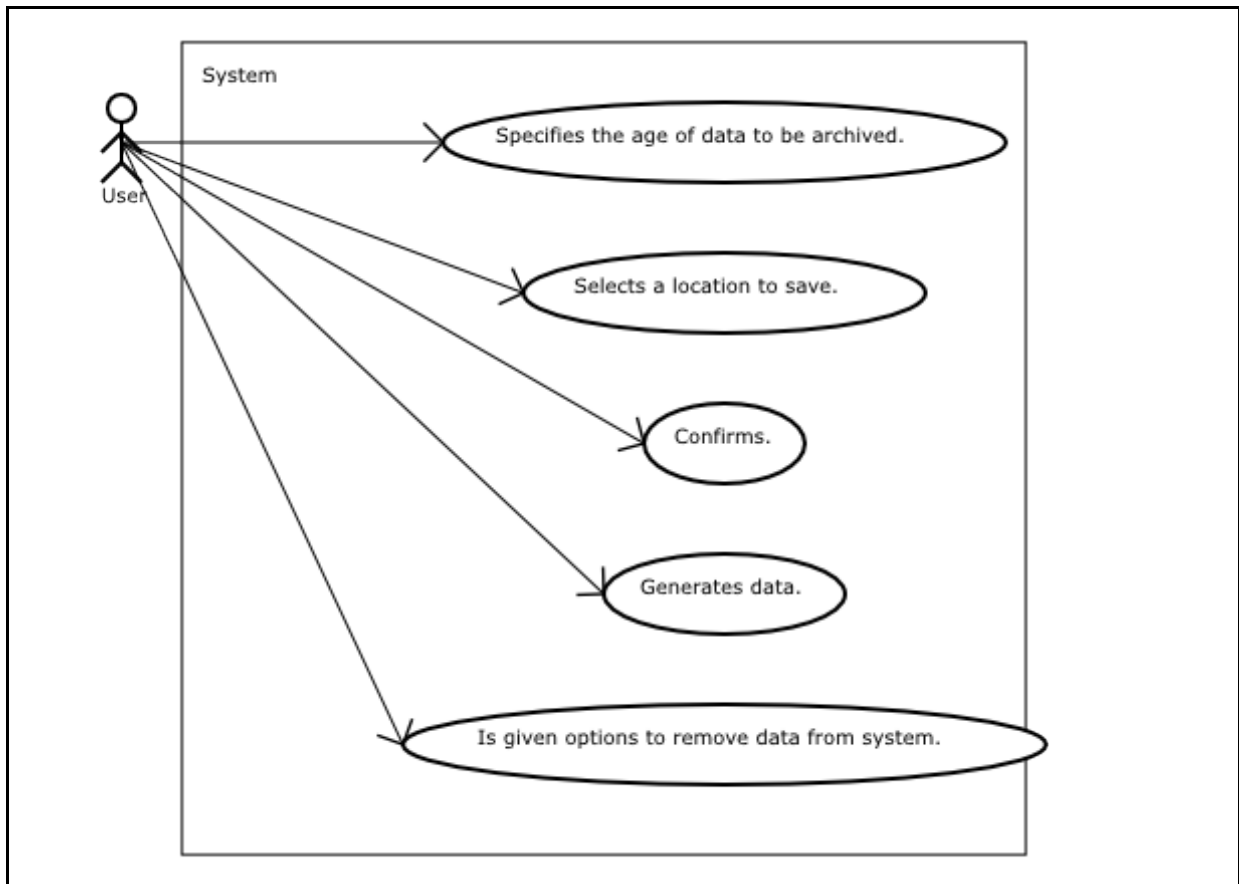 System
Specifies the age of data to be archived.
User
Selects a location to save.
Confirms.
Generates data.
Is given options to remove data from system.